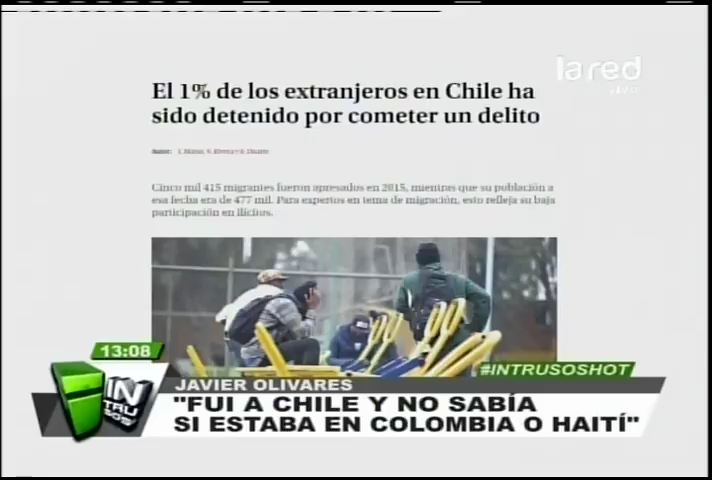 la red
vivo
El 1% de los extranjeros en Chile ha
sido detenido por cometer un delito
Autor:
Cinco mil 415 migrantes fueron apresados en 2015, mientras que su población a
esa fecha era de 477 mil. Para expertos en tema de migración, esto refleja su baja
participación en ilícitos.
13:08
#INTRUSOSHOT
INTRUSOS
JAVIER OLIVARES
"FUI A CHILE Y NO SABÍA
SI ESTABA EN COLOMBIA O HAITÍ"